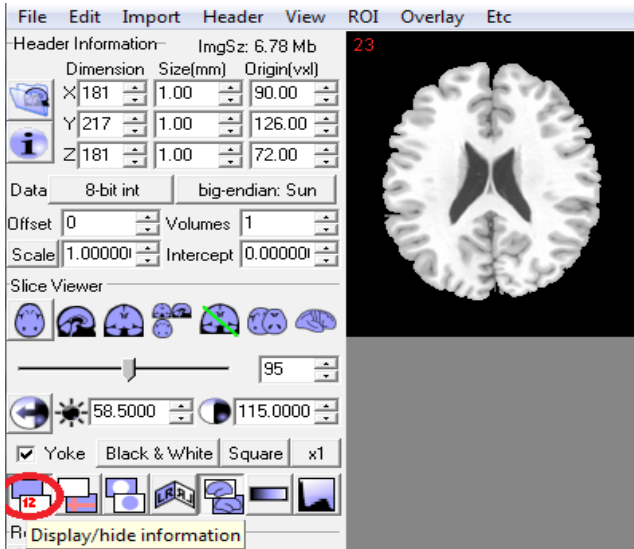 File Edit Import Header View ROI Overlay Etc
Header Information ImgSz: 6.78 Mb
Dimension Size(mm) Origin(vxl)
X 181 1.00 90.00
Y 217 1.00 126.00
Z 181 1.00 72.00
Data 8-bit int big-endian: Sun
Offset 0 Volumes 1
Scale 1.00000 Intercept 0.00000
Slice Viewer
95
58.5000 115.0000
Yoke Black & White Square x1
12 LRRL
Display/hide information
23